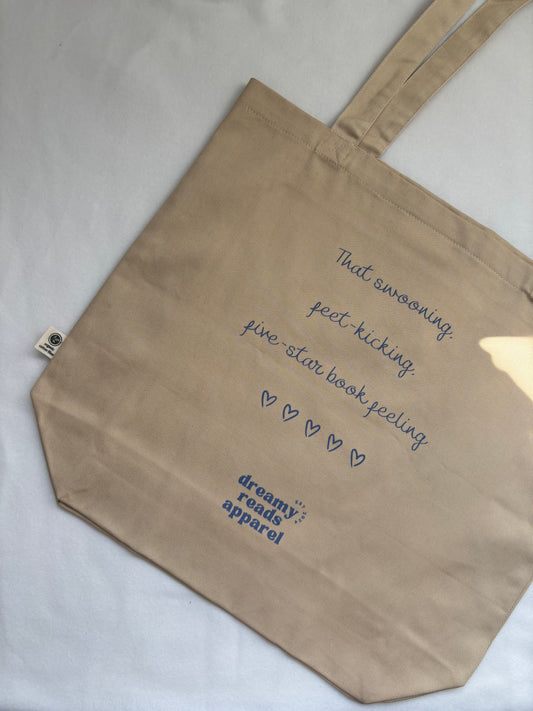 That swooning,
feet-kicking,
five-star book feeling
dreamy
reads
apparel